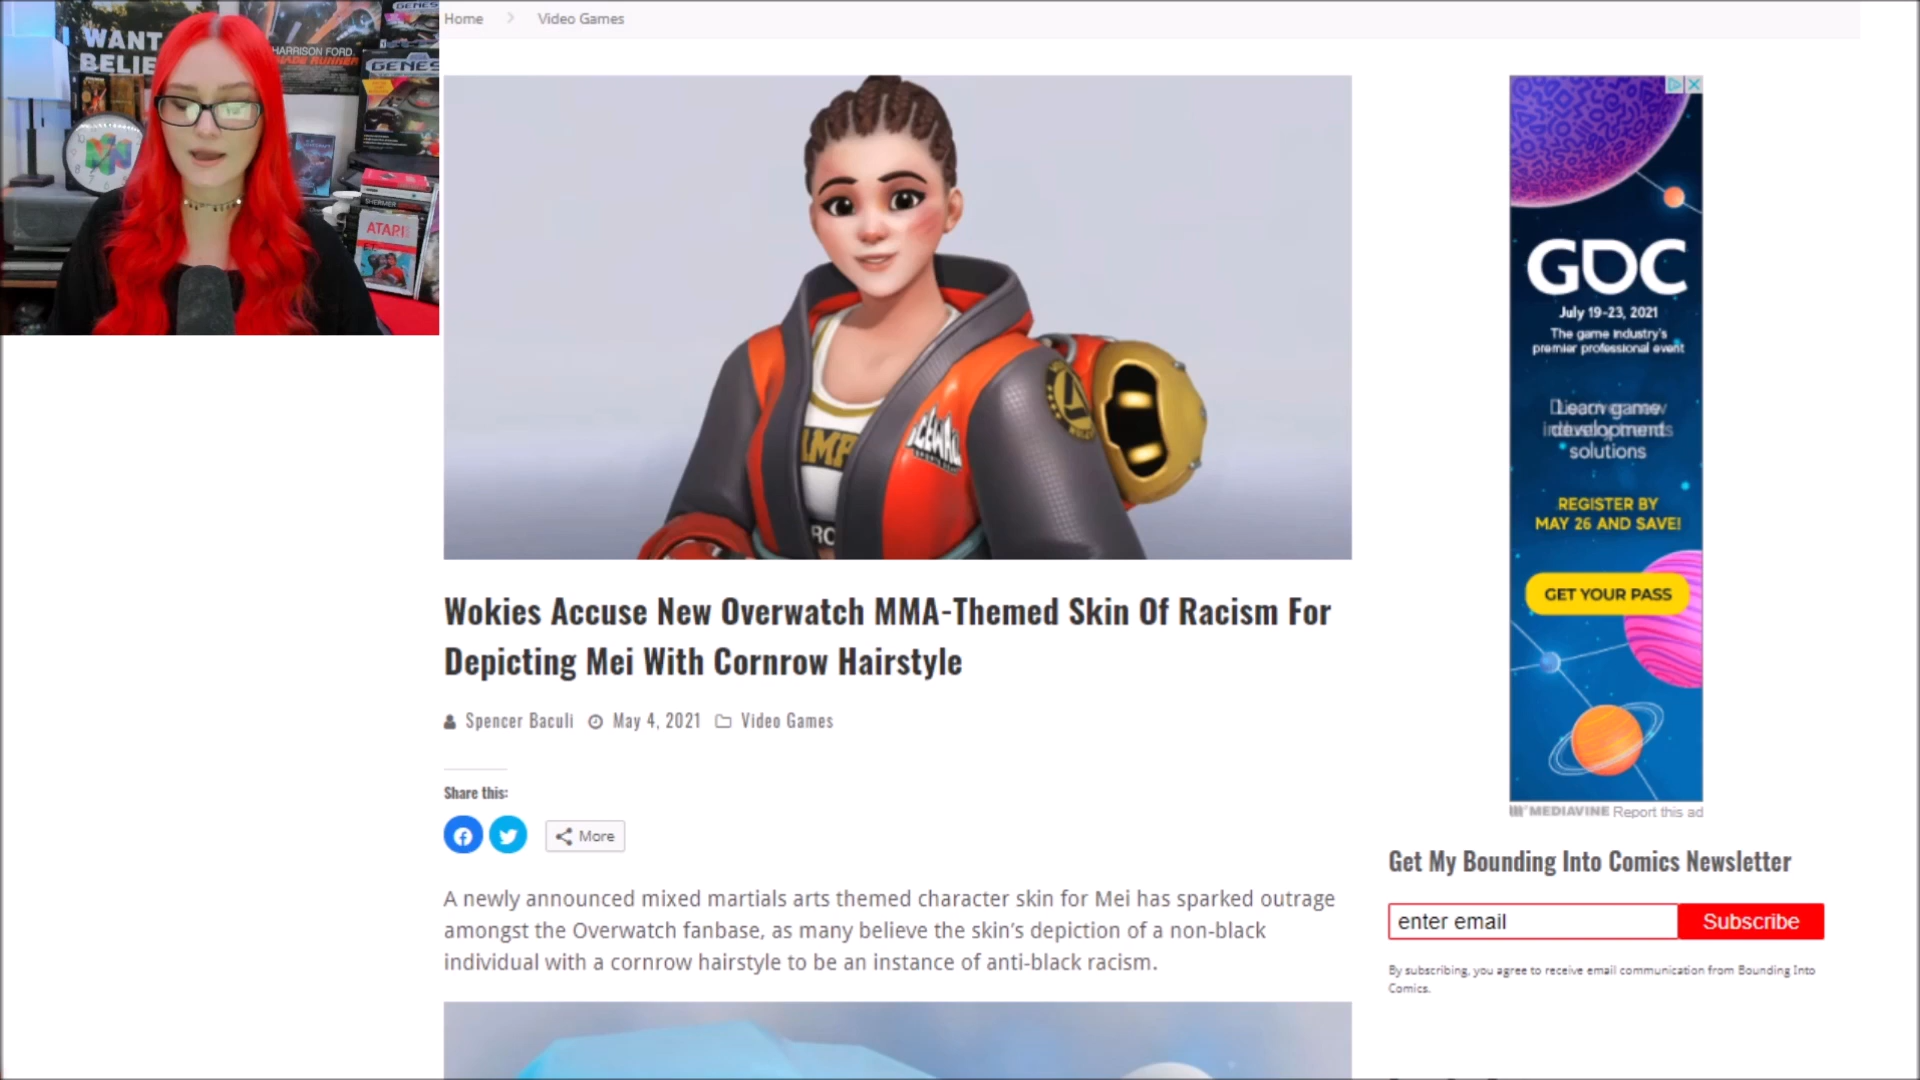 WANT
BELIE
HARRISON FORD
GENESIS
GENES
SHERMER
ATARI
E.T.
Home
Video Games
ICEWALL
RC
Wokies Accuse New Overwatch MMA-Themed Skin Of Racism For
Depicting Mei With Cornrow Hairstyle
Spencer Baculi May 4, 2021 Video Games
Share this:
More
A newly announced mixed martials arts themed character skin for Mei has sparked outrage
amongst the Overwatch fanbase, as many believe the skin’s depiction of a non-black
individual with a cornrow hairstyle to be an instance of anti-black racism.
GDC
July 19-23, 2021
The game industry's
premier professional event
Learn game
development
solutions
REGISTER BY
MAY 26 AND SAVE!
GET YOUR PASS
MEDIAVINE Report this ad
Get My Bounding Into Comics Newsletter
enter email
Subscribe
By subscribing, you agree to receive email communication from Bounding Into
Comics.